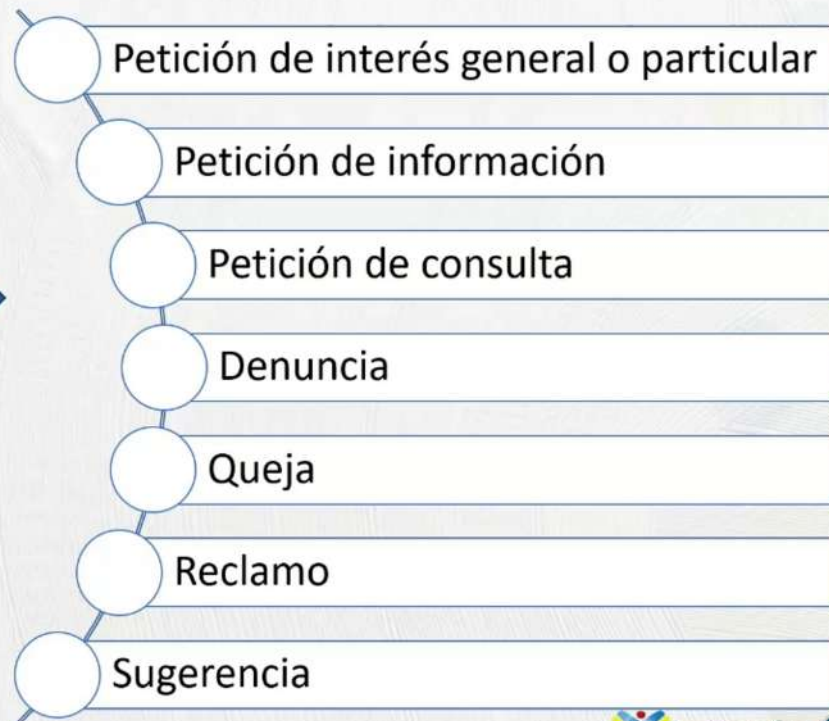 Petición de interés general o particular
Petición de información
Petición de consulta
Denuncia
Queja
Reclamo
Sugerencia